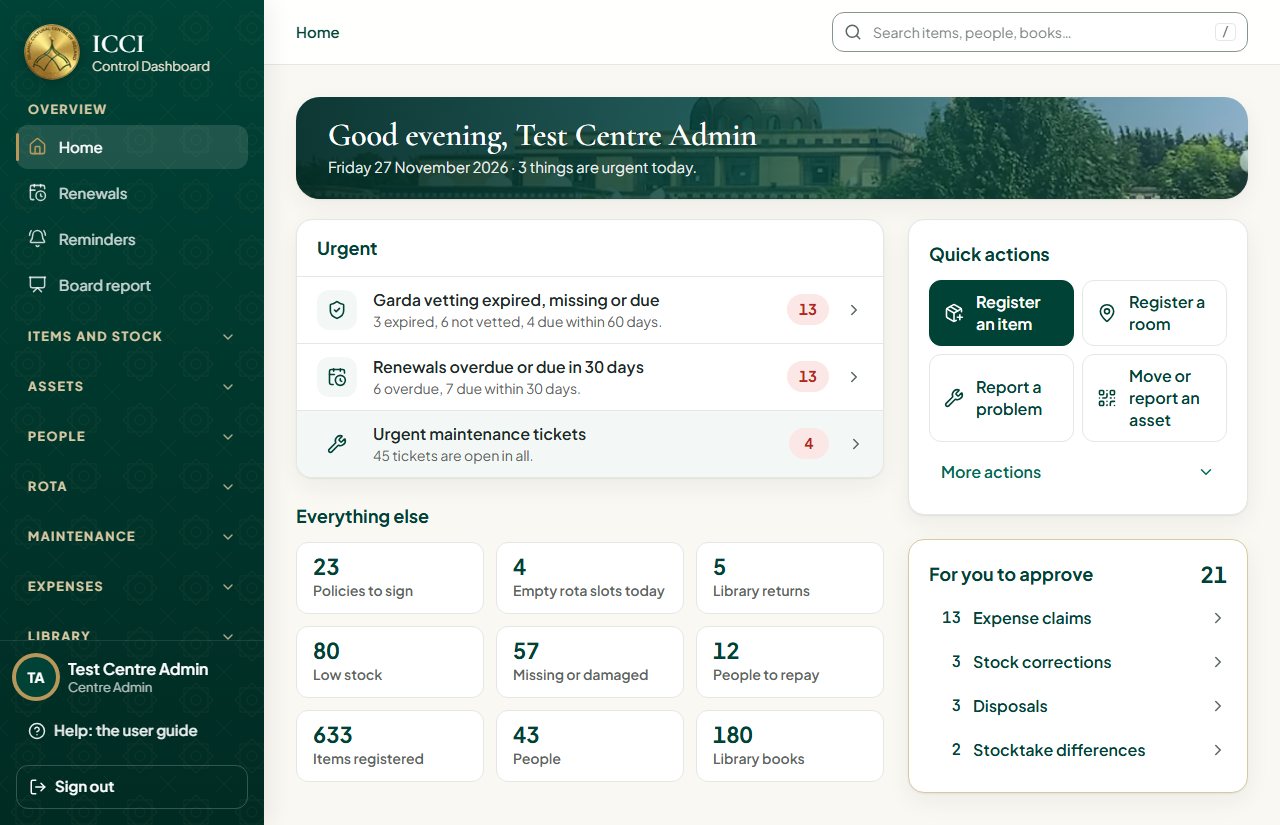 ICCI
Control Dashboard
OVERVIEW
Home
Renewals
Reminders
Board report
ITEMS AND STOCK
ASSETS
PEOPLE
ROTA
MAINTENANCE
EXPENSES
LIBRARY
TA
Test Centre Admin
Centre Admin
Help: the user guide
Sign out
Home
Search items, people, books…
/
Good evening, Test Centre Admin
Friday 27 November 2026 · 3 things are urgent today.
Urgent
Garda vetting expired, missing or due
3 expired, 6 not vetted, 4 due within 60 days.
13
Renewals overdue or due in 30 days
6 overdue, 7 due within 30 days.
13
Urgent maintenance tickets
45 tickets are open in all.
4
Everything else
23
Policies to sign
4
Empty rota slots today
5
Library returns
80
Low stock
57
Missing or damaged
12
People to repay
633
Items registered
43
People
180
Library books
Quick actions
Register
an item
Register a
room
Report a
problem
Move or
report an
asset
More actions
For you to approve
21
13 Expense claims
3 Stock corrections
3 Disposals
2 Stocktake differences